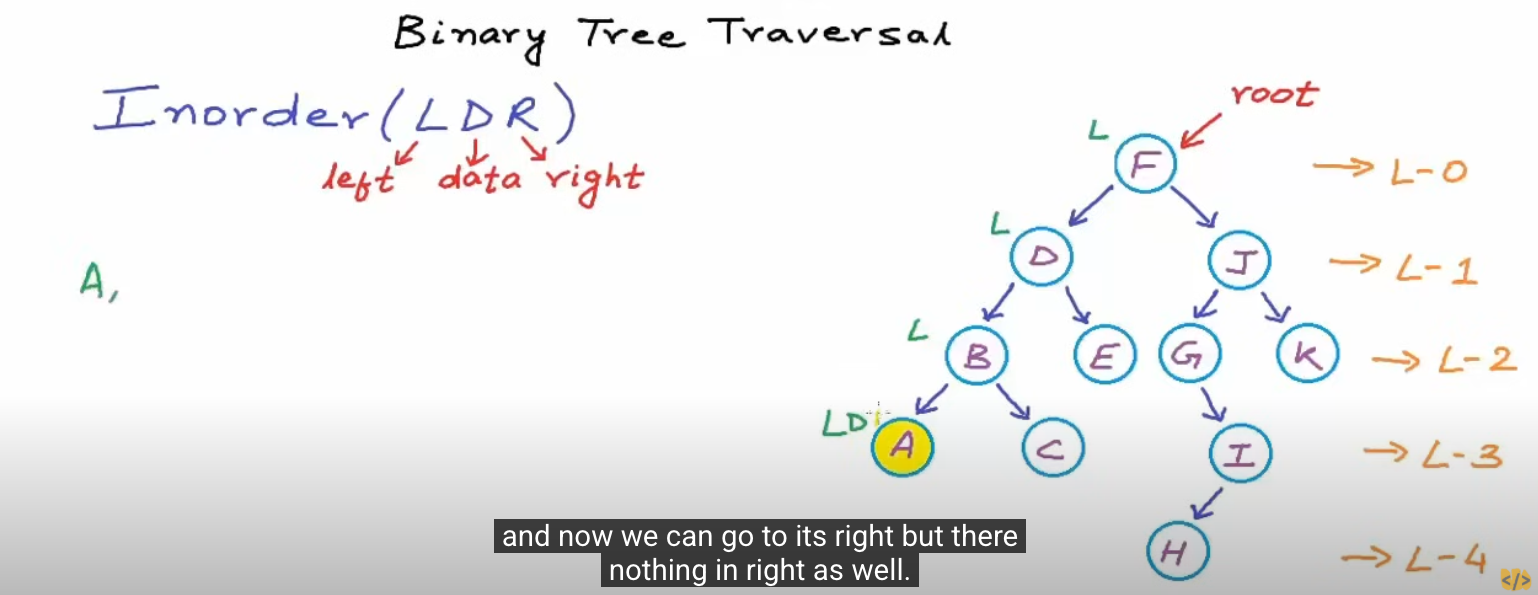 Binary Tree Traversal
Inorder (LDR)
left data right
A,
root
L F → L-0
L D J → L-1
L B E G K → L-2
LD A C I → L-3
H → L-4
and now we can go to its right but there
nothing in right as well.
</>